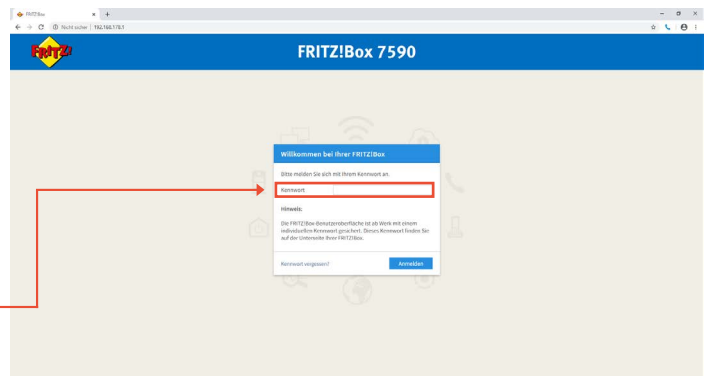 FRITZ!Box
Nicht sicher | 192.168.178.1
FRITZ!
FRITZ!Box 7590
Willkommen bei Ihrer FRITZ!Box
Bitte melden Sie sich mit Ihrem Kennwort an.
Kennwort
Hinweis:
Die FRITZ!Box-Benutzeroberfläche ist ab Werk mit einem
individuellen Kennwort gesichert. Dieses Kennwort finden Sie
auf der Unterseite Ihrer FRITZ!Box.
Kennwort vergessen?
Anmelden